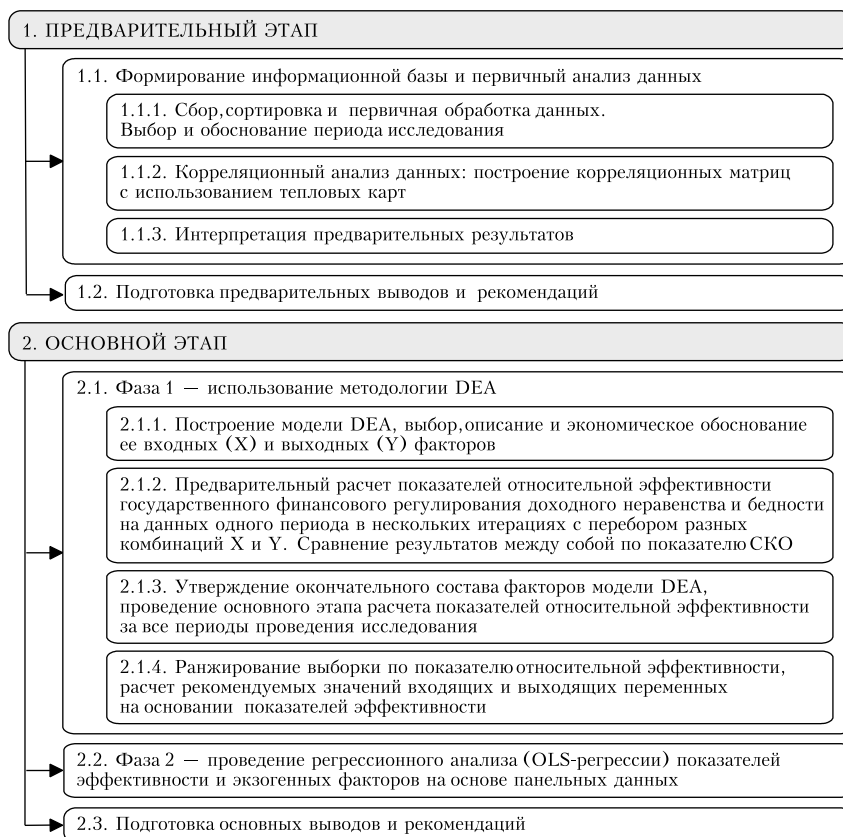 1. ПРЕДВАРИТЕЛЬНЫЙ ЭТАП
1.1. Формирование информационной базы и первичный анализ данных
1.1.1. Сбор,сортировка и первичная обработка данных.
Выбор и обоснование периода исследования
1.1.2. Корреляционный анализ данных: построение корреляционных матриц
с использованием тепловых карт
1.1.3. Интерпретация предварительных результатов
1.2. Подготовка предварительных выводов и рекомендаций
2. ОСНОВНОЙ ЭТАП
2.1. Фаза 1 — использование методологии DEA
2.1.1. Построение модели DEA, выбор,описание и экономическое обоснование
ее входных (X) и выходных (Y) факторов
2.1.2. Предварительный расчет показателей относительной эффективности
государственного финансового регулирования доходного неравенства и бедности
на данных одного периода в нескольких итерациях с перебором разных
комбинаций X и Y. Сравнение результатов между собой по показателю СКО
2.1.3. Утверждение окончательного состава факторов модели DEA,
проведение основного этапа расчета показателей относительной эффективности
за все периоды проведения исследования
2.1.4. Ранжирование выборки по показателю относительной эффективности,
расчет рекомендуемых значений входящих и выходящих переменных
на основании показателей эффективности
2.2. Фаза 2 — проведение регрессионного анализа (OLS-регрессии) показателей
эффективности и экзогенных факторов на основе панельных данных
2.3. Подготовка основных выводов и рекомендаций